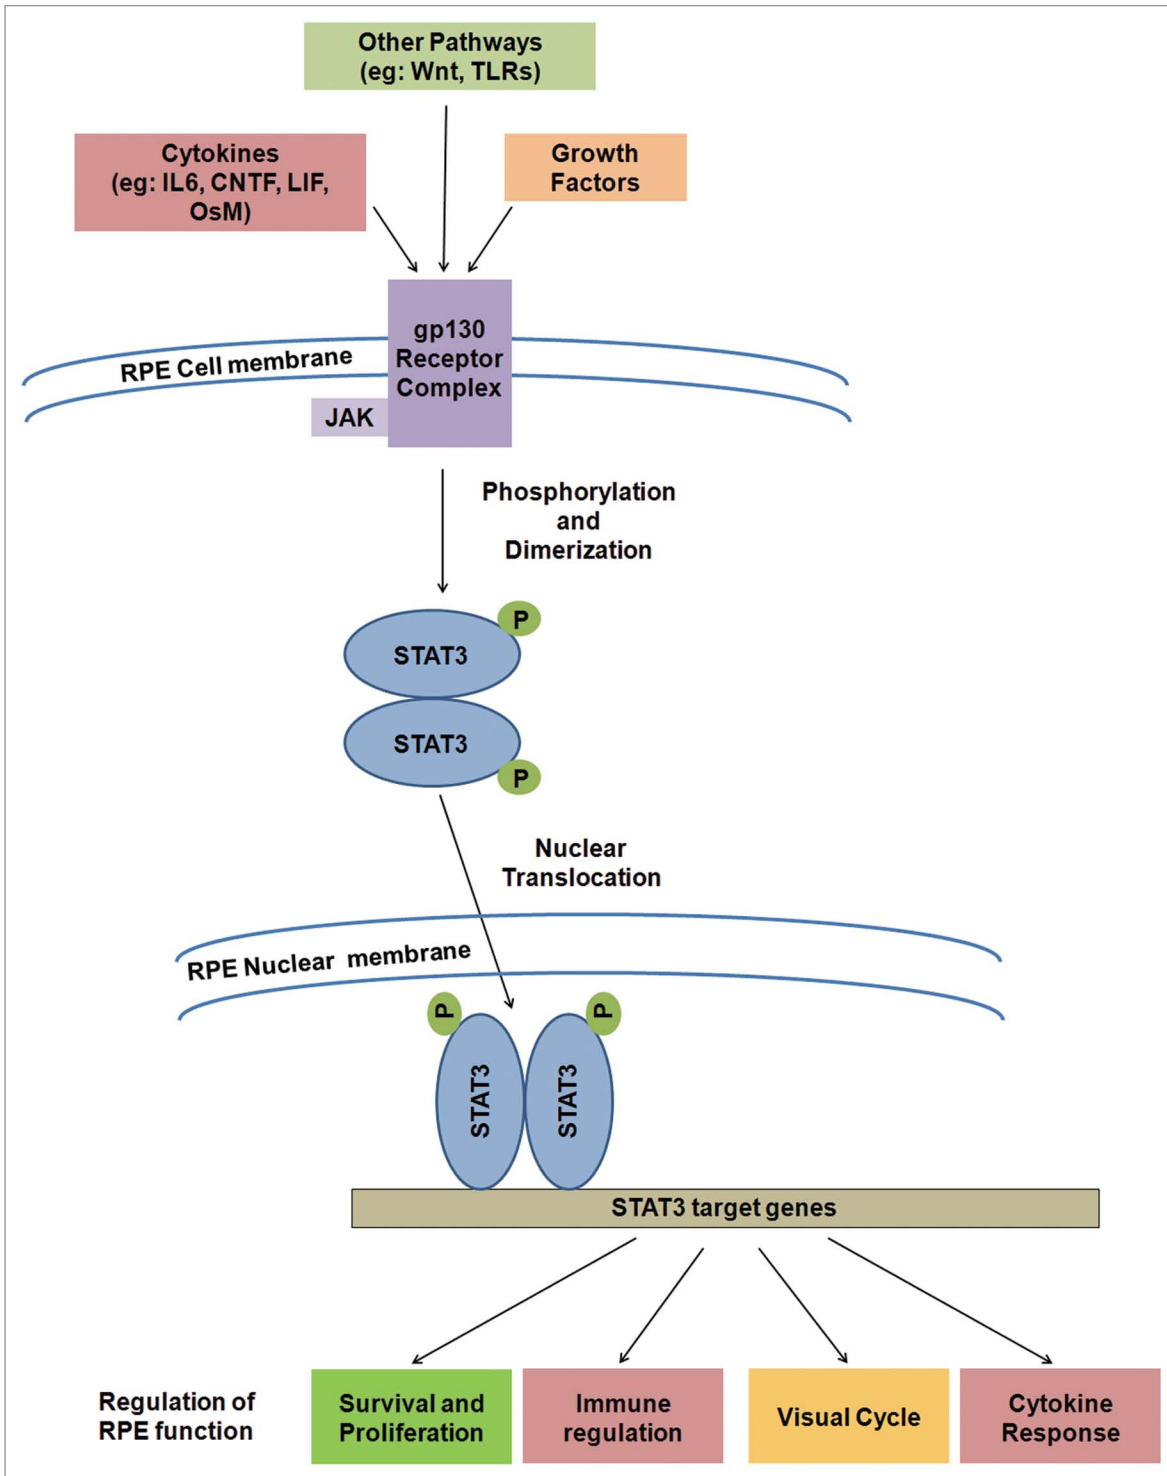 Other Pathways
(eg: Wnt, TLRs)
Cytokines
(eg: IL6, CNTF, LIF,
OsM)
Growth
Factors
gp130
Receptor
Complex
RPE Cell membrane
JAK
Phosphorylation
and
Dimerization
P
STAT3
STAT3
P
Nuclear
Translocation
RPE Nuclear membrane
P
P
STAT3
STAT3
STAT3 target genes
Regulation of
RPE function
Survival and
Proliferation
Immune
regulation
Visual Cycle
Cytokine
Response